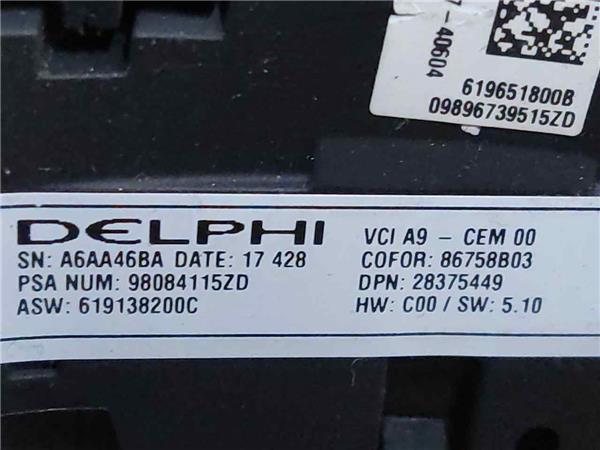 7-40604
619651800B
09896739515ZD
DELPHI
VCI A9 - CEM 00
SN: A6AA46BA DATE: 17 428
COFOR: 86758B03
PSA NUM: 98084115ZD
DPN: 28375449
ASW: 619138200C
HW: C00 / SW: 5.10